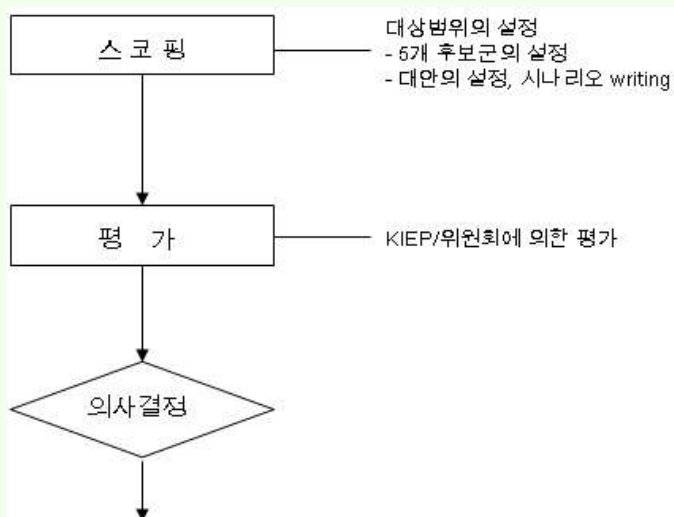 스 코 핑
대상범위의 설정
- 5개 후보군의 설정
- 대안의 설정, 시나리오 writing
평 가
KIEP/위원회에 의한 평가
의사결정